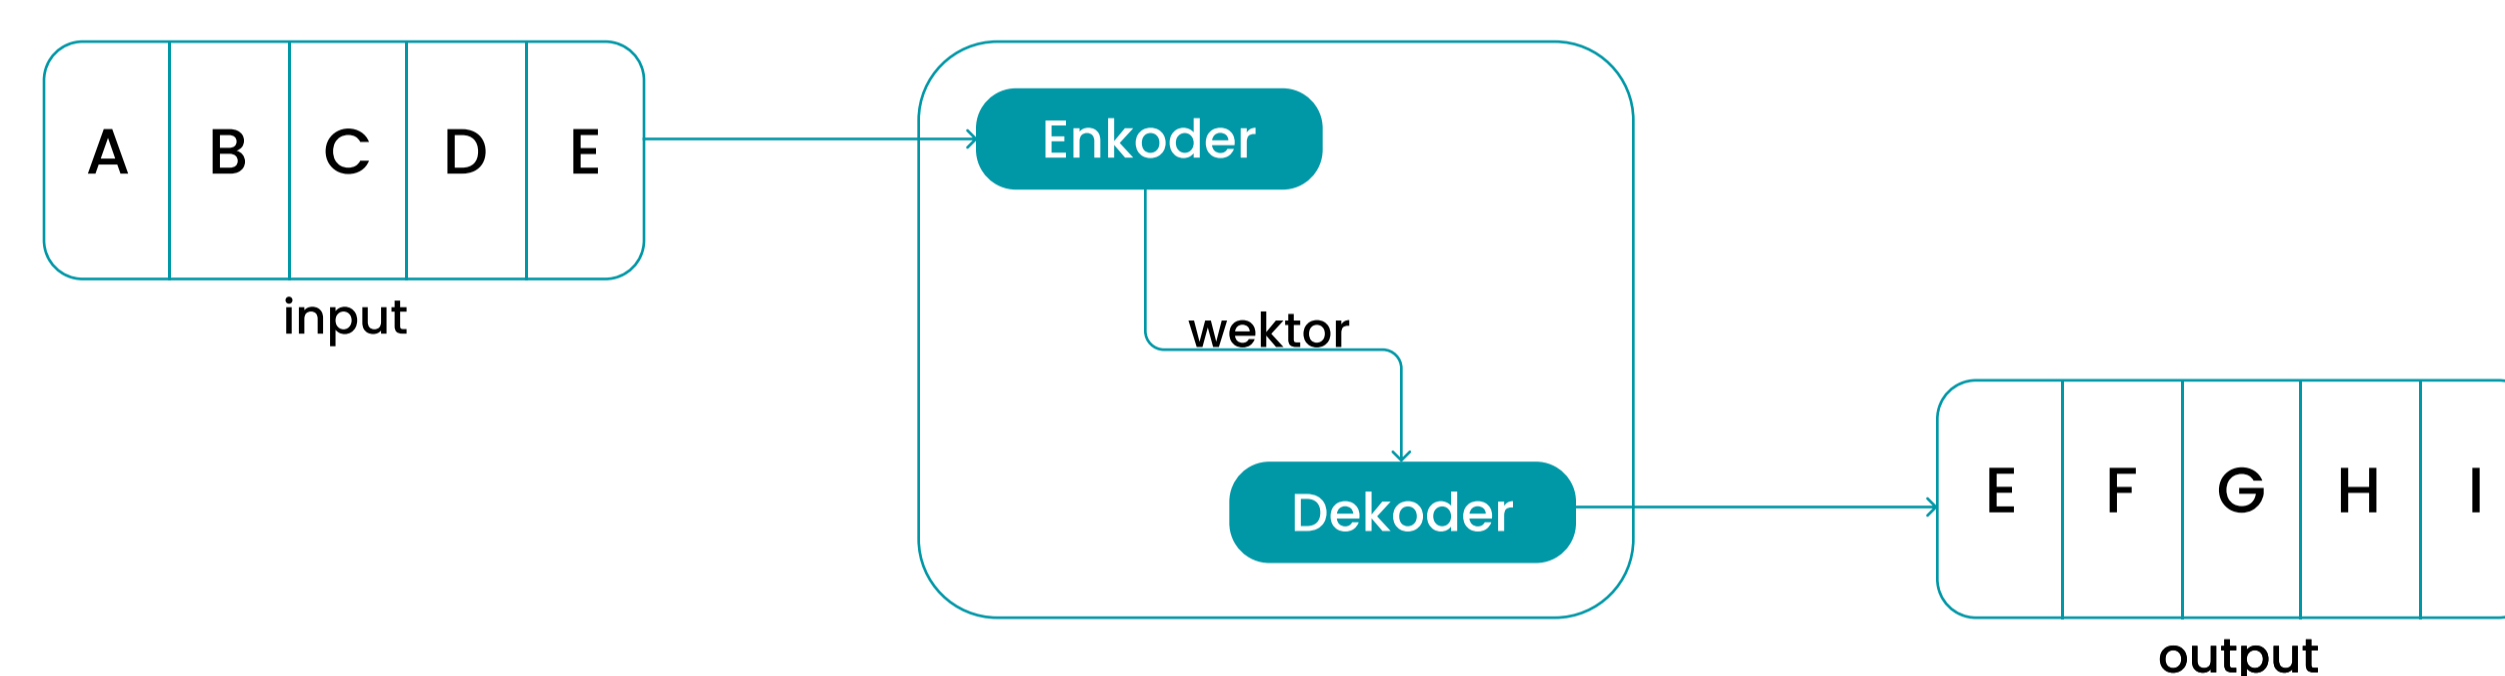 A B C D E
input
Enkoder
wektor
Dekoder
E F G H I
output